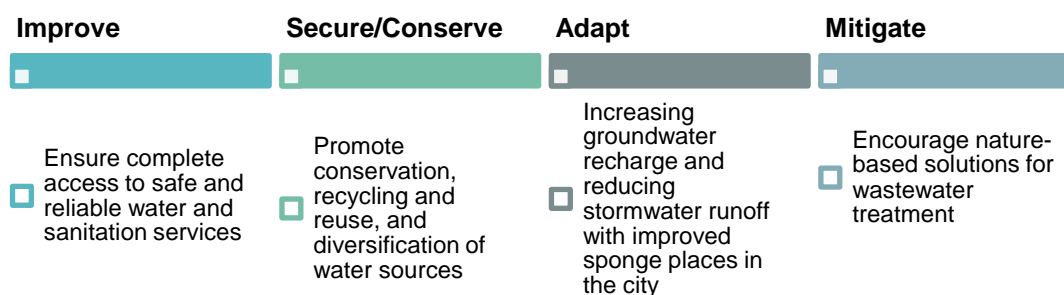 Improve
Secure/Conserve
Adapt
Mitigate
Ensure complete
access to safe and
reliable water and
sanitation services
Promote
conservation,
recycling and
reuse, and
diversification of
water sources
Increasing
groundwater
recharge and
reducing
stormwater runoff
with improved
sponge places in
the city
Encourage nature-
based solutions for
wastewater
treatment